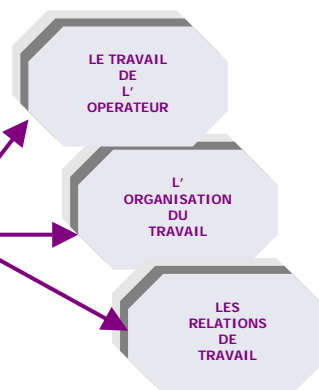 LE TRAVAIL
DE
L'
OPERATEUR
L'
ORGANISATION
DU
TRAVAIL
LES
RELATIONS
DE
TRAVAIL